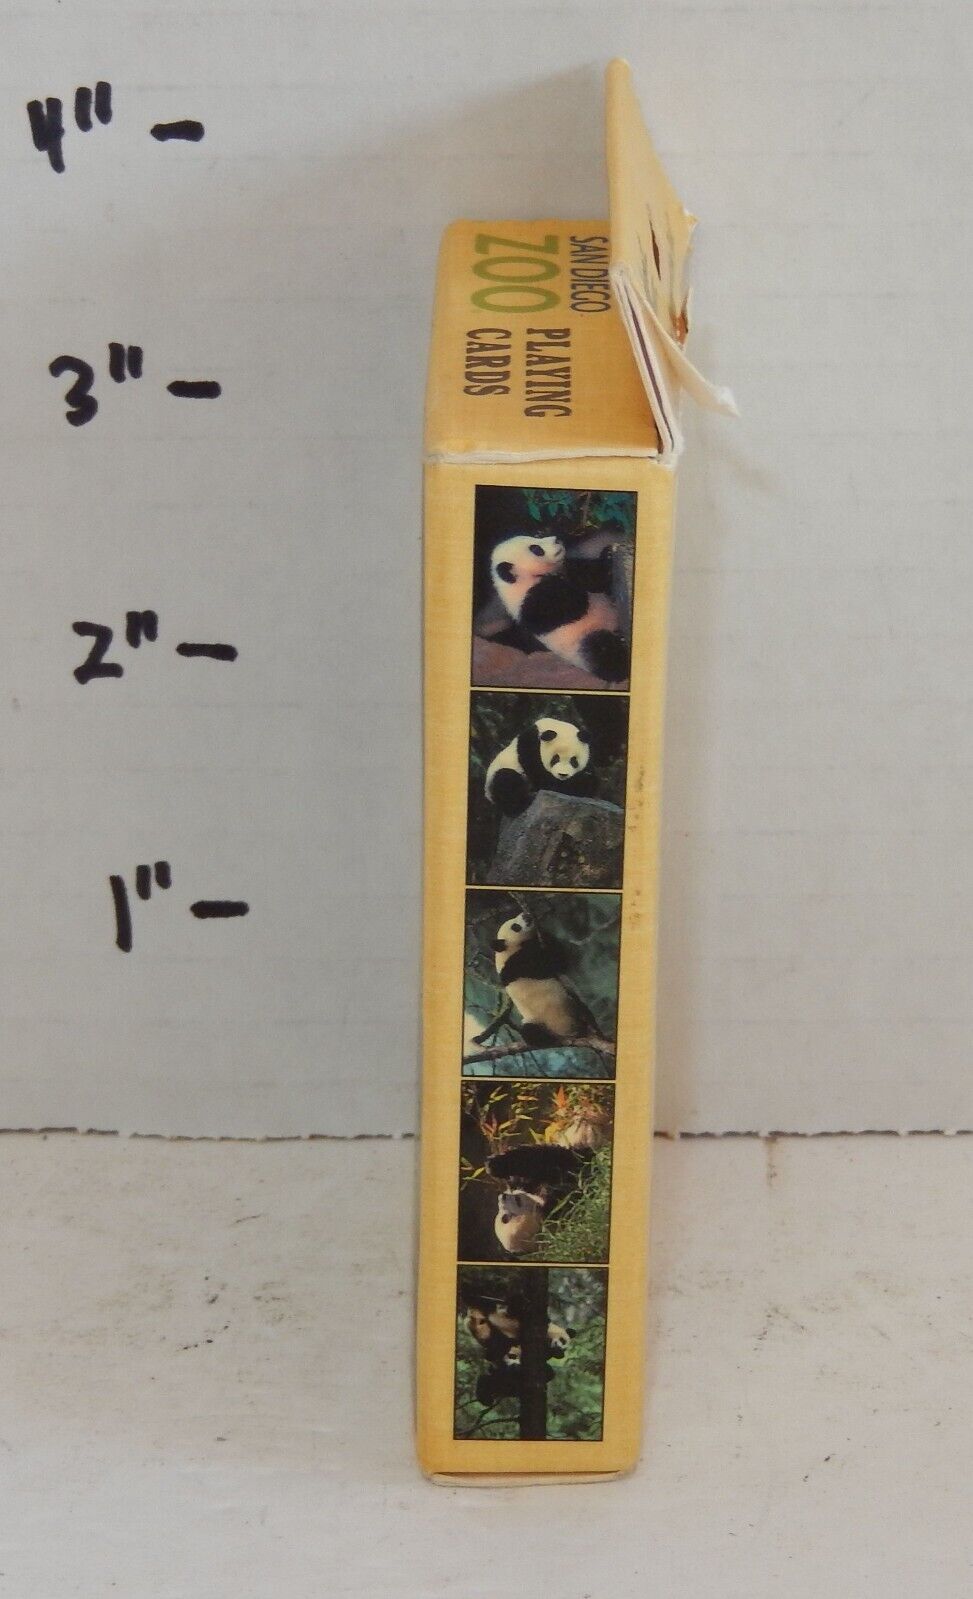 4" -
3" -
2" -
1" -
SAN DIEGO
ZOO
PLAYING
CARDS